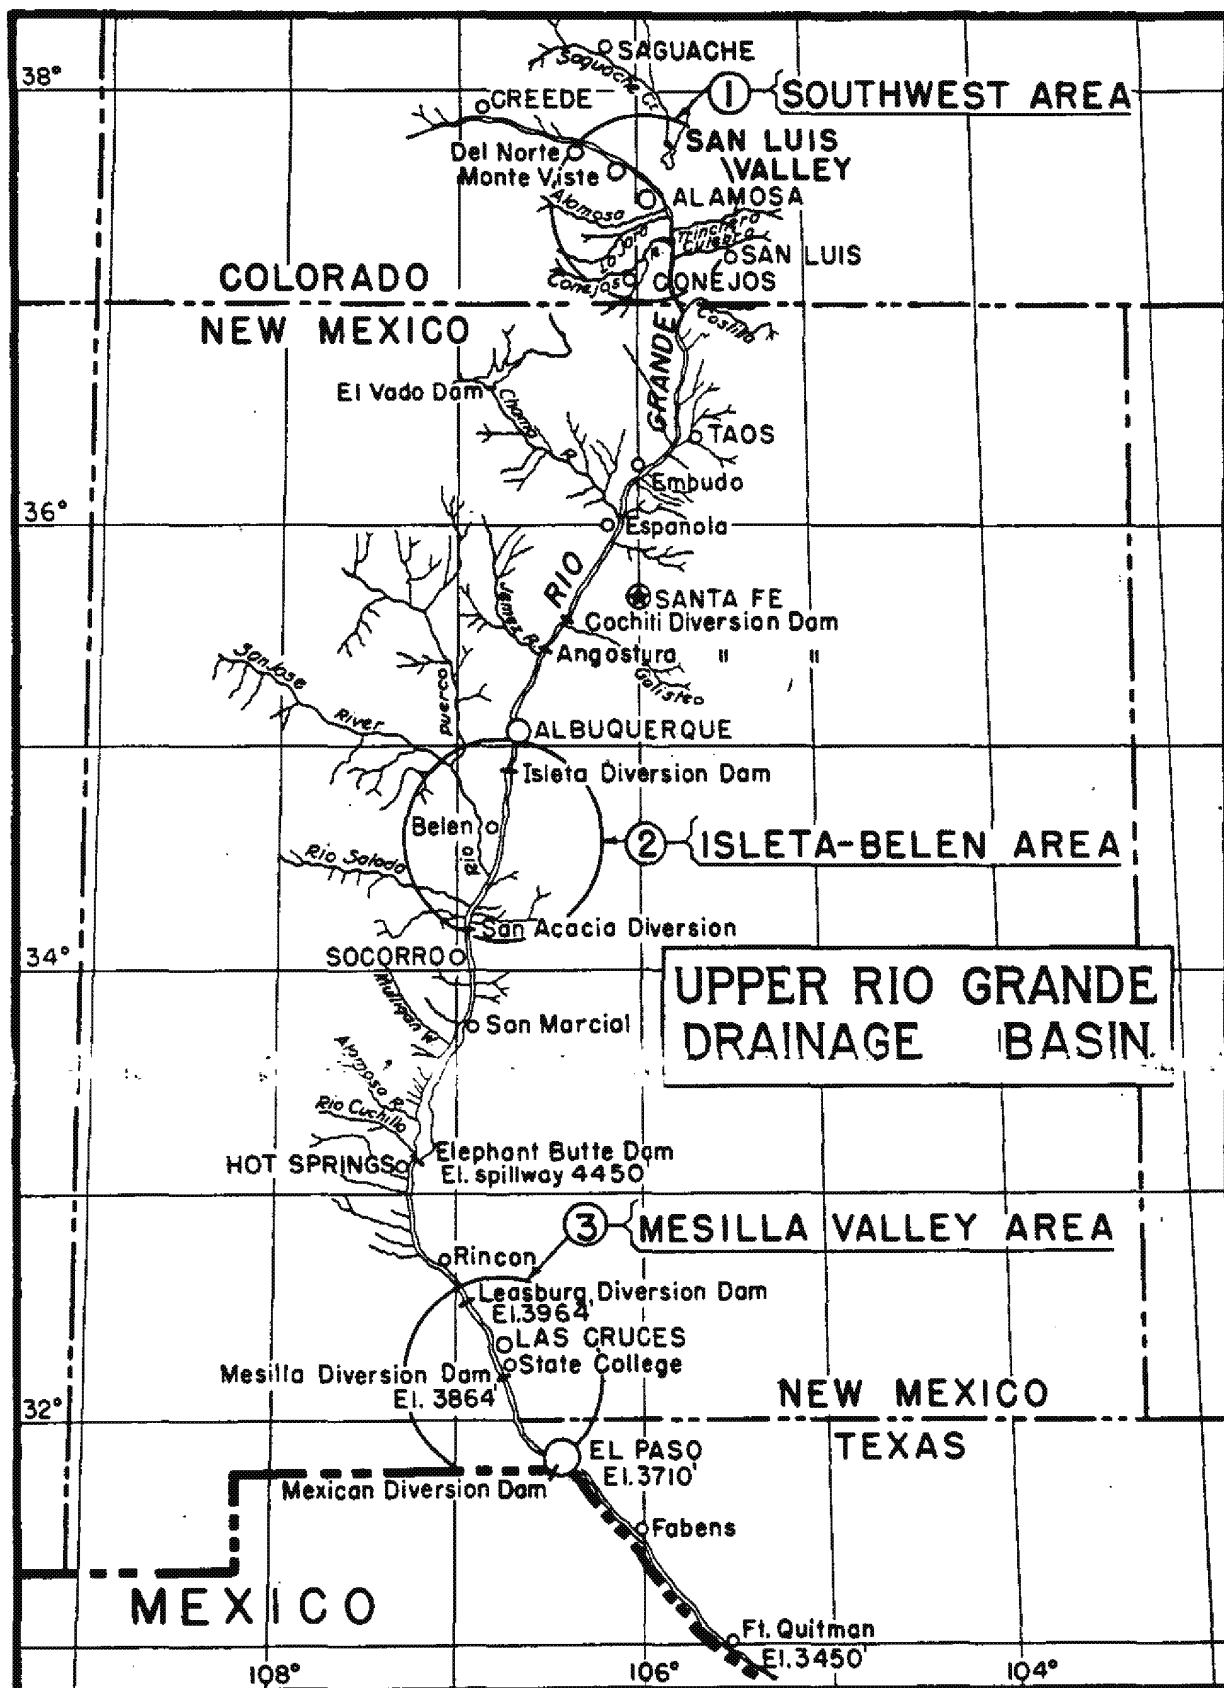 SAGUACHE
Saguache Cr.
38°
1 SOUTHWEST AREA
CREEDE
SAN LUIS
VALLEY
Del Norte
Monte Viste
ALAMOSA
Alamosa
La Jara
Trinchera
Culebra
R.
SAN LUIS
Conejos
CONEJOS
COLORADO
NEW MEXICO
Costilla
GRANDE
El Vado Dam
Chama R.
TAOS
Embudo
36°
Española
RIO
SANTA FE
Jemez R.
Cochiti Diversion Dam
Angostura " "
Galisteo
San Jose
River
Puerco
ALBUQUERQUE
Isleta Diversion Dam
Belen
2 ISLETA-BELEN AREA
Rio Salado
Rio
San Acacia Diversion
SOCORRO
34°
UPPER RIO GRANDE
DRAINAGE BASIN
Mulligan W.
San Marcial
Alamosa R.
Rio Cuchillo
Elephant Butte Dam
HOT SPRINGS
El. spillway 4450'
3 MESILLA VALLEY AREA
Rincon
Leasburg Diversion Dam
El.3964'
LAS CRUCES
State College
Mesilla Diversion Dam
El. 3864'
NEW MEXICO
32°
TEXAS
EL PASO
El.3710'
Mexican Diversion Dam
Fabens
MEXICO
Ft. Quitman
El.3450'
108° 106° 104°